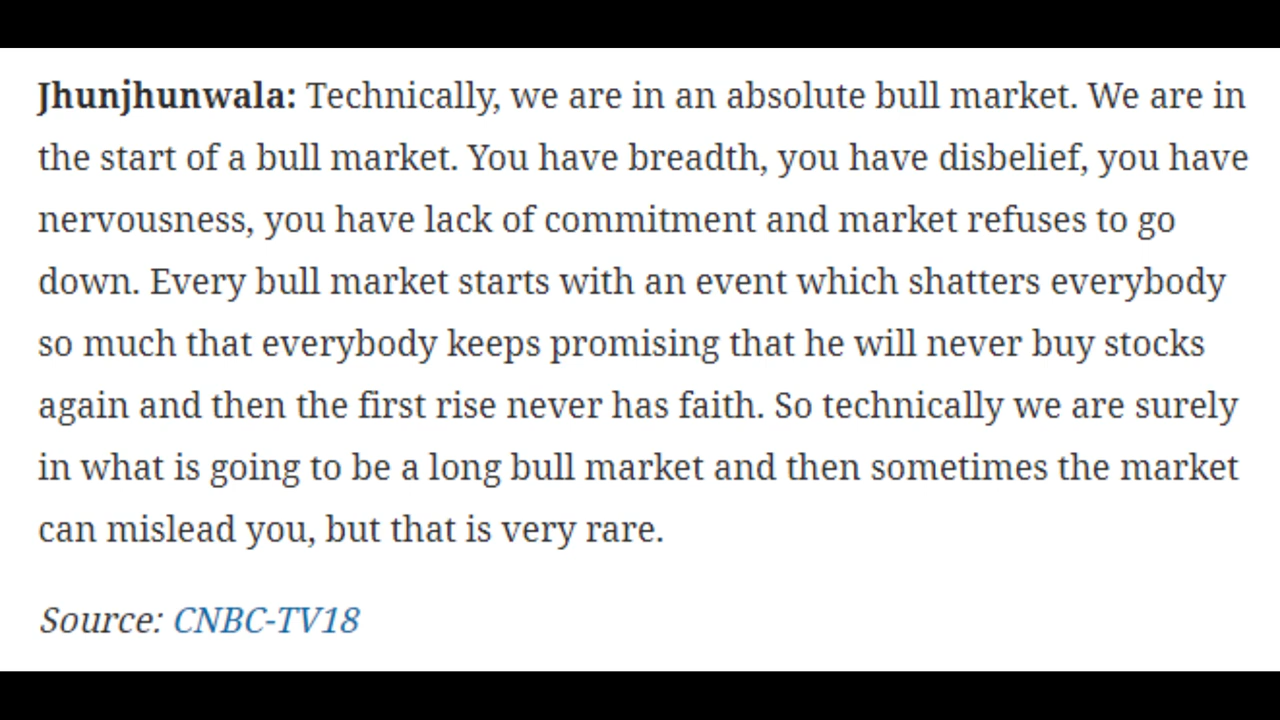 Jhunjhunwala: Technically, we are in an absolute bull market. We are in
the start of a bull market. You have breadth, you have disbelief, you have
nervousness, you have lack of commitment and market refuses to go
down. Every bull market starts with an event which shatters everybody
so much that everybody keeps promising that he will never buy stocks
again and then the first rise never has faith. So technically we are surely
in what is going to be a long bull market and then sometimes the market
can mislead you, but that is very rare.
Source: CNBC-TV18